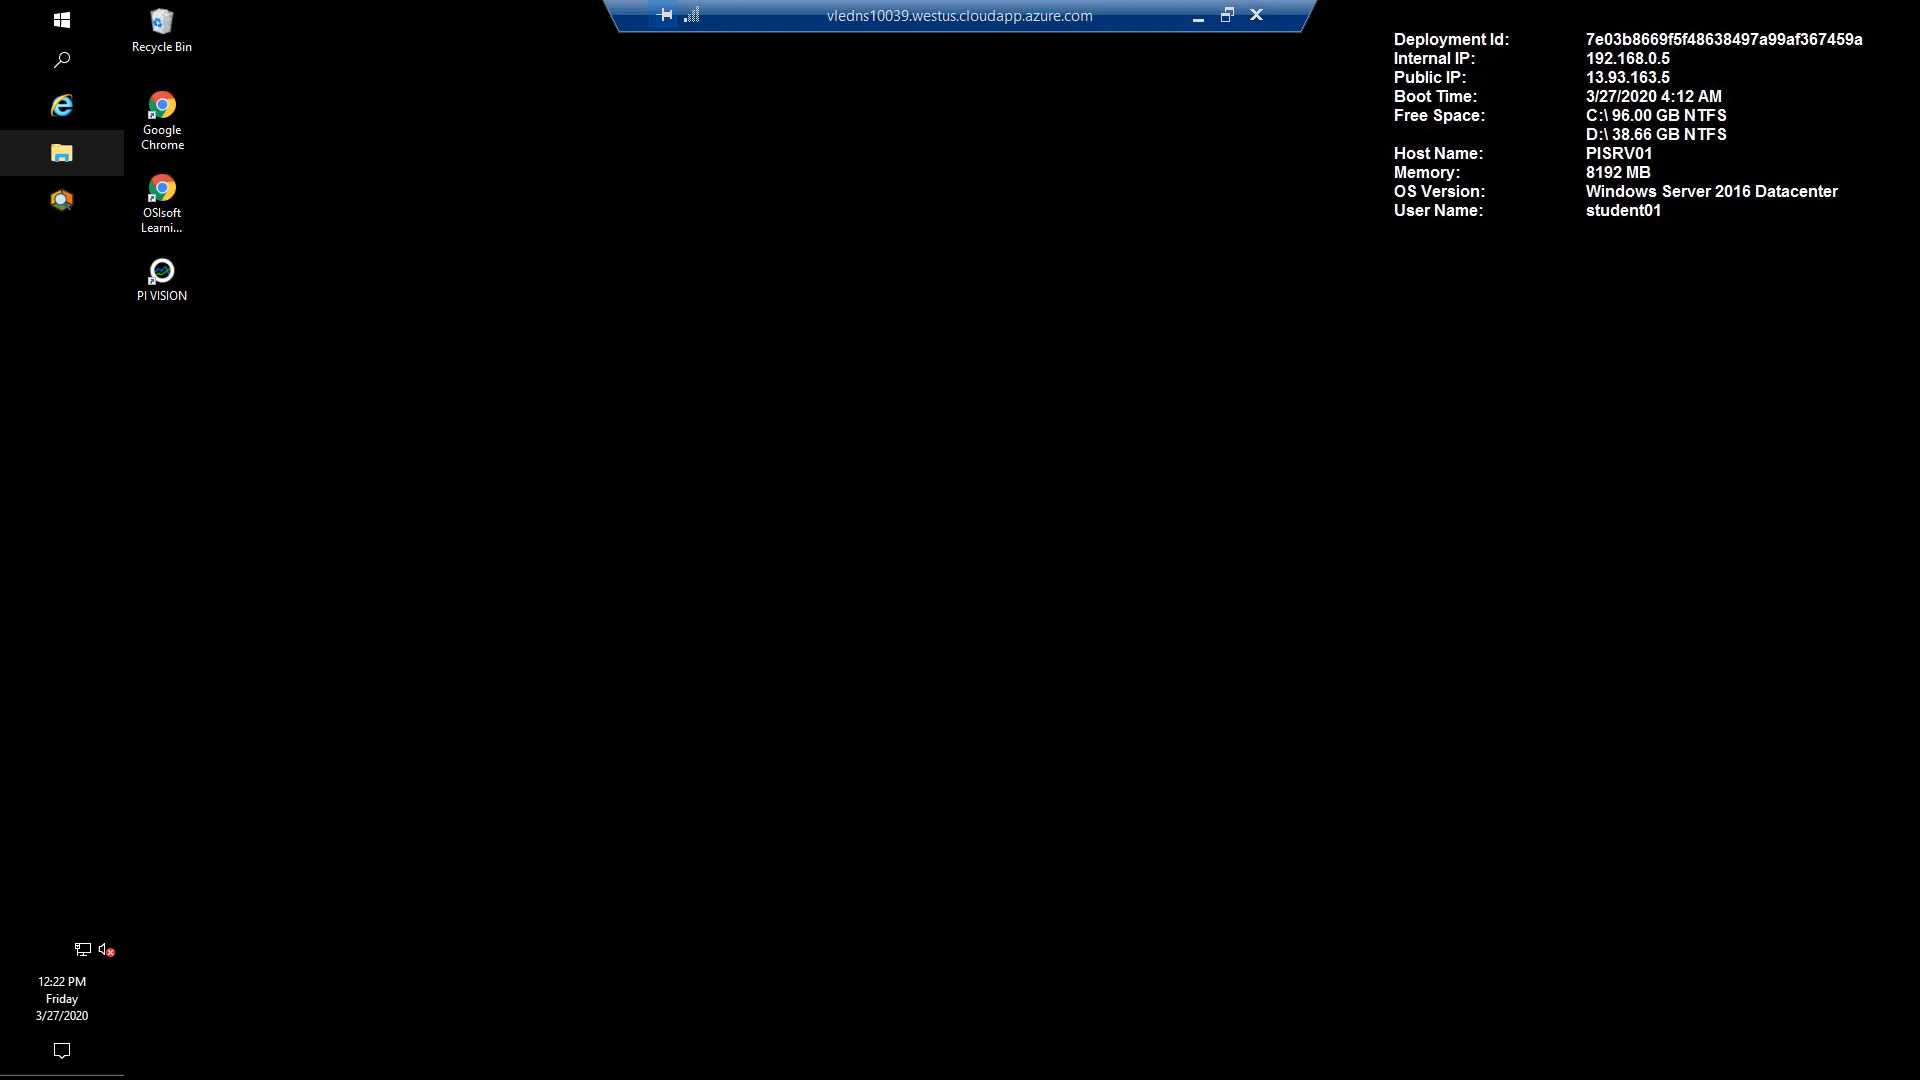 vledns10039.westus.cloudapp.azure.com
Recycle Bin
Google
Chrome
OSIsoft
Learni...
PI VISION
Deployment Id: 7e03b8669f5f48638497a99af367459a
Internal IP: 192.168.0.5
Public IP: 13.93.163.5
Boot Time: 3/27/2020 4:12 AM
Free Space: C:\ 96.00 GB NTFS
D:\ 38.66 GB NTFS
Host Name: PISRV01
Memory: 8192 MB
OS Version: Windows Server 2016 Datacenter
User Name: student01
12:22 PM
Friday
3/27/2020